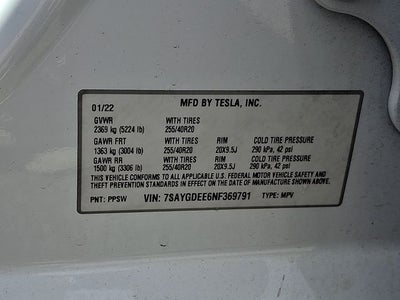 01/22 MFD BY TESLA, INC.
GVWR WITH TIRES
2369 kg (5224 lb) 255/40R20
GAWR FRT WITH TIRES RIM COLD TIRE PRESSURE
1363 kg (3004 lb) 255/40R20 20X9.5J 290 kPa, 42 psi
GAWR RR WITH TIRES RIM COLD TIRE PRESSURE
1500 kg (3306 lb) 255/40R20 20X9.5J 290 kPa, 42 psi
THIS VEHICLE CONFORMS TO ALL APPLICABLE U.S. FEDERAL MOTOR VEHICLE SAFETY AND
THEFT PREVENTION STANDARDS IN EFFECT ON THE DATE OF MANUFACTURE SHOWN ABOVE.
PNT: PPSW VIN: 7SAYGDEE6NF369791 TYPE: MPV